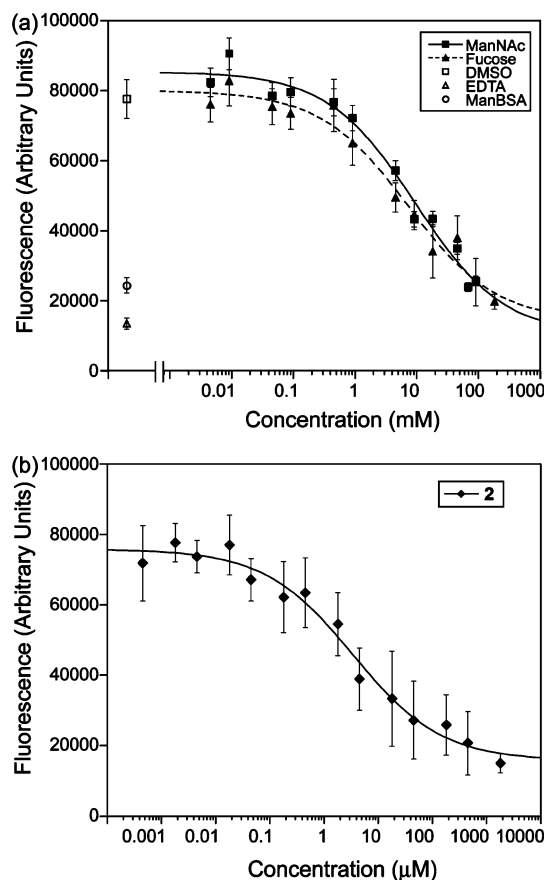 (a)
100000
80000
60000
40000
20000
0
Fluorescence (Arbitrary Units)
ManNAc
Fucose
DMSO
EDTA
ManBSA
0.01 0.1 1 10 100 1000
Concentration (mM)
(b)
100000
80000
60000
40000
20000
0
Fluorescence (Arbitrary Units)
2
0.001 0.01 0.1 1 10 100 1000 10000
Concentration (μM)